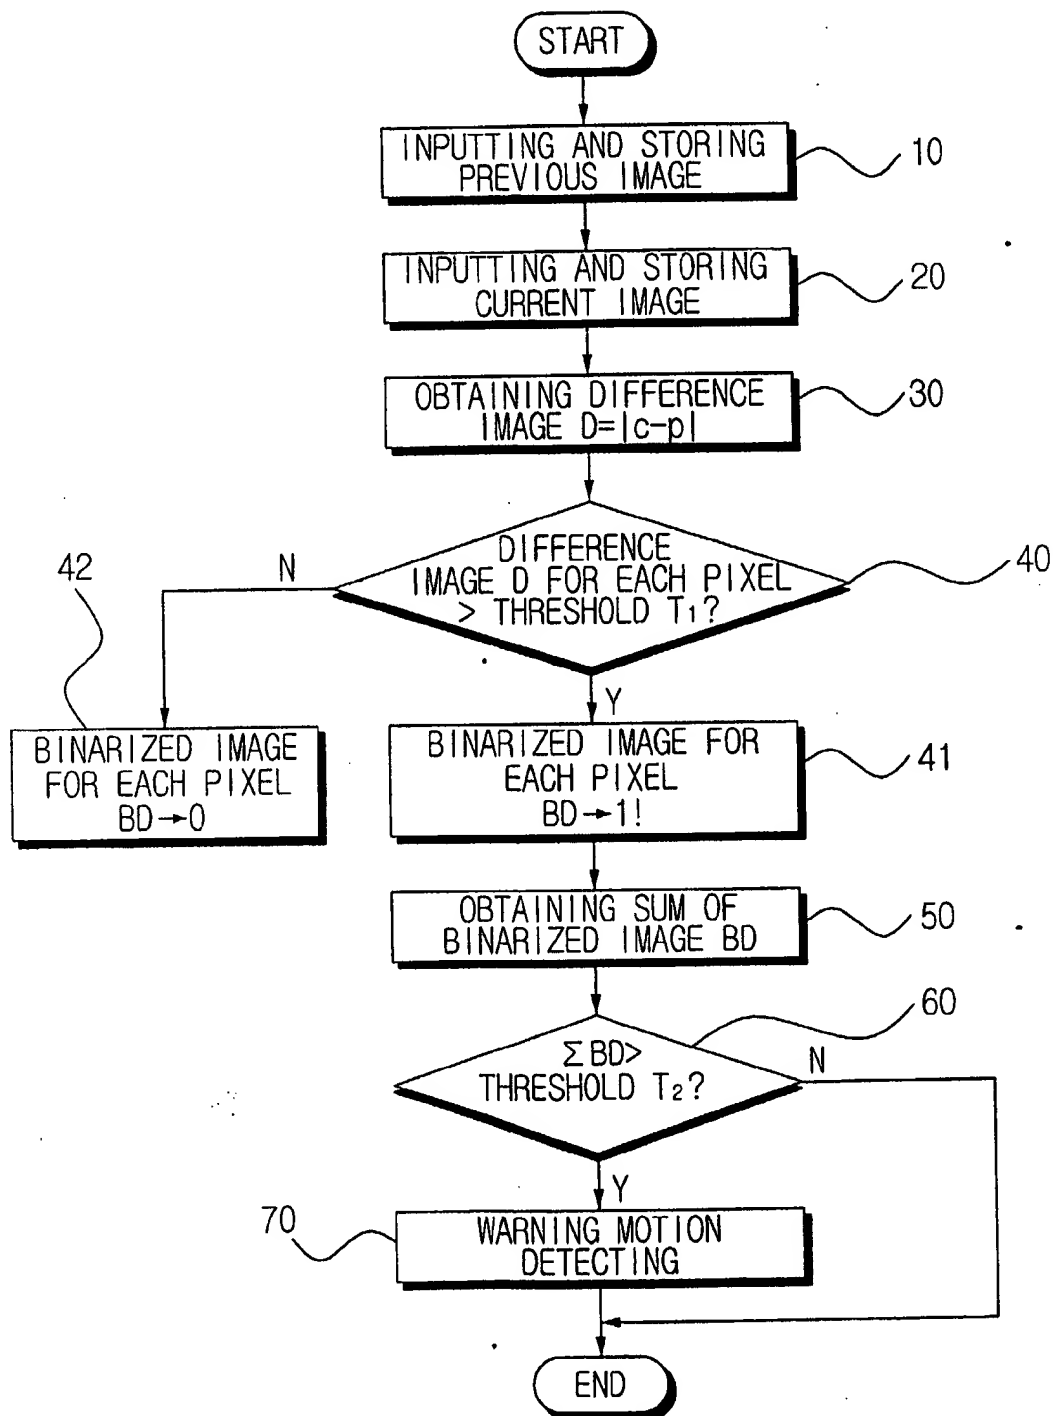 START
INPUTTING AND STORING
PREVIOUS IMAGE
10
INPUTTING AND STORING
CURRENT IMAGE
20
OBTAINING DIFFERENCE
IMAGE D=|c-p|
30
DIFFERENCE
IMAGE D FOR EACH PIXEL
> THRESHOLD T₁?
40
N
42
Y
BINARIZED IMAGE
FOR EACH PIXEL
BD→0
BINARIZED IMAGE FOR
EACH PIXEL
BD→1!
41
OBTAINING SUM OF
BINARIZED IMAGE BD
50
60
ΣBD>
THRESHOLD T₂?
N
Y
70
WARNING MOTION
DETECTING
END